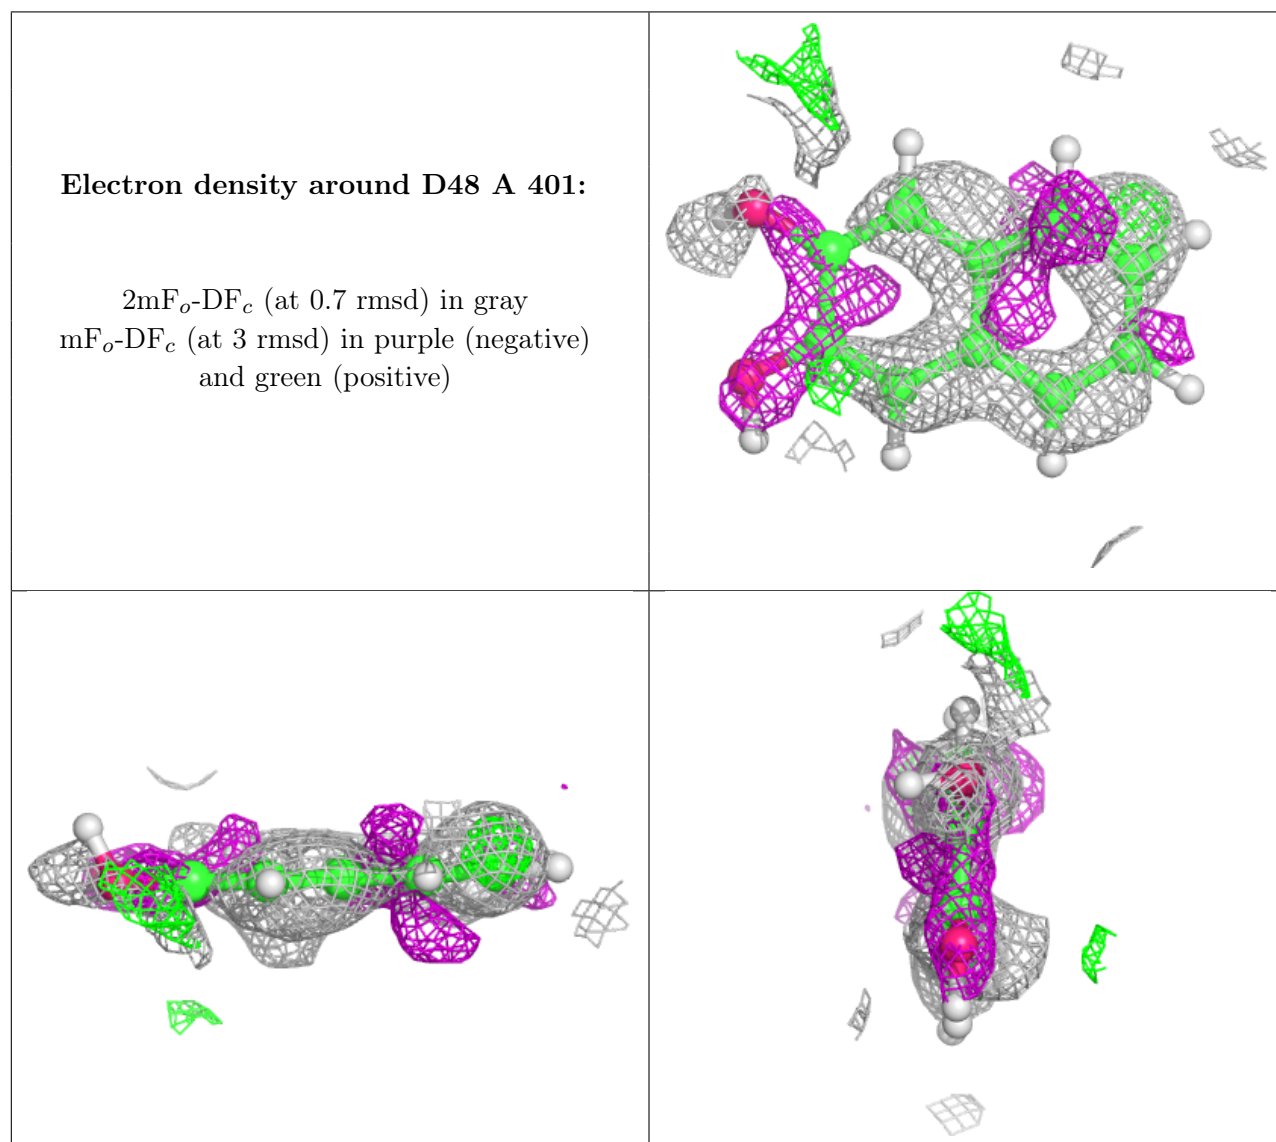 Electron density around D48 A 401:
2mFo-DFc (at 0.7 rmsd) in gray
mFo-DFc (at 3 rmsd) in purple (negative)
and green (positive)